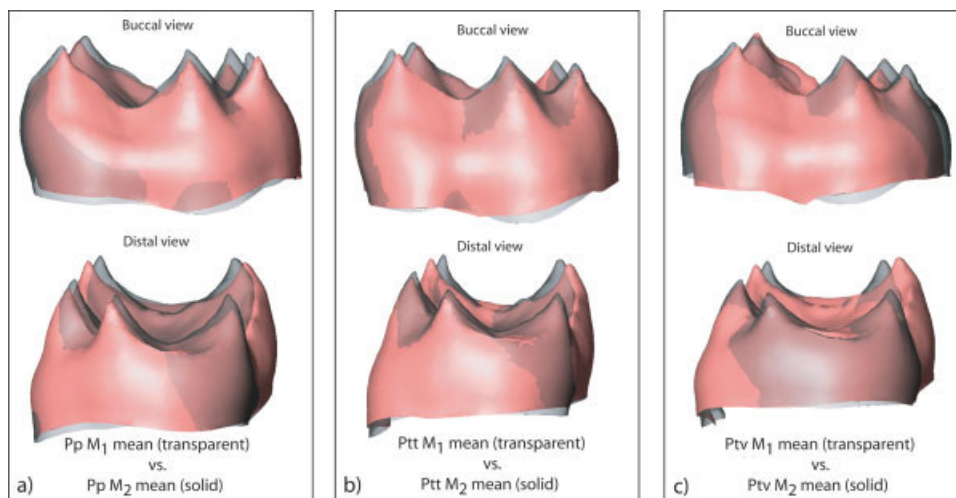 Buccal view
Distal view
Pp M₁ mean (transparent)
vs.
Pp M₂ mean (solid)
a)
Buccal view
Distal view
Ptt M₁ mean (transparent)
vs.
Ptt M₂ mean (solid)
b)
Buccal view
Distal view
Ptv M₁ mean (transparent)
vs.
Ptv M₂ mean (solid)
c)